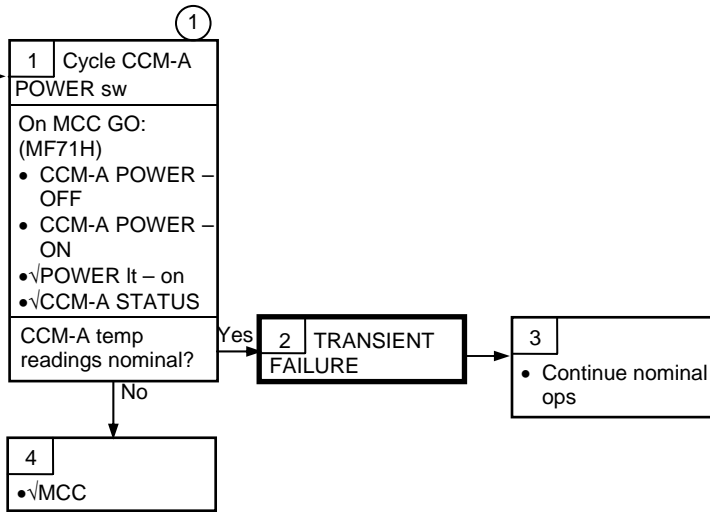 1
1 Cycle CCM-A
POWER sw
On MCC GO:
(MF71H)
• CCM-A POWER –
OFF
• CCM-A POWER –
ON
•√POWER lt – on
•√CCM-A STATUS
CCM-A temp
readings nominal?
Yes
2 TRANSIENT
FAILURE
3
• Continue nominal
ops
No
4
•√MCC